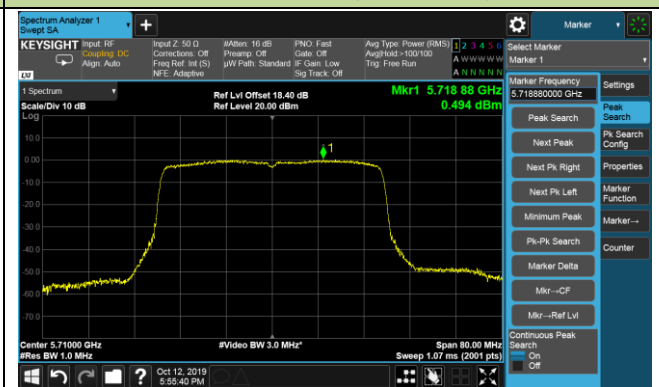 Spectrum Analyzer 1
Swept SA
+
Marker
KEYSIGHT
Input: RF
Coupling: DC
Align: Auto
Input Z: 50 Ω
Corrections: Off
Freq Ref: Int (S)
NFE: Adaptive
#Atten: 16 dB
Preamp: Off
µW Path: Standard
PNO: Fast
Gate: Off
IF Gain: Low
Sig Track: Off
Avg Type: Power (RMS)
Avg|Hold:>100/100
Trig: Free Run
1 2 3 4 5 6
A W W W W W
A N N N N N
LXI
Select Marker
Marker 1
1 Spectrum
Scale/Div 10 dB
Log
Ref Lvl Offset 18.40 dB
Ref Level 20.00 dBm
Mkr1 5.718 88 GHz
0.494 dBm
1
10.0
0.00
-10.0
-20.0
-30.0
-40.0
-50.0
-60.0
-70.0
Center 5.71000 GHz
#Res BW 1.0 MHz
#Video BW 3.0 MHz*
Span 80.00 MHz
Sweep 1.07 ms (2001 pts)
Marker Frequency
5.718880000 GHz
Peak Search
Next Peak
Next Pk Right
Next Pk Left
Minimum Peak
Pk-Pk Search
Marker Delta
Mkr→CF
Mkr→Ref Lvl
Continuous Peak
Search
On
Off
Settings
Peak
Search
Pk Search
Config
Properties
Marker
Function
Marker→
Counter
?
Oct 12, 2019
5:55:40 PM